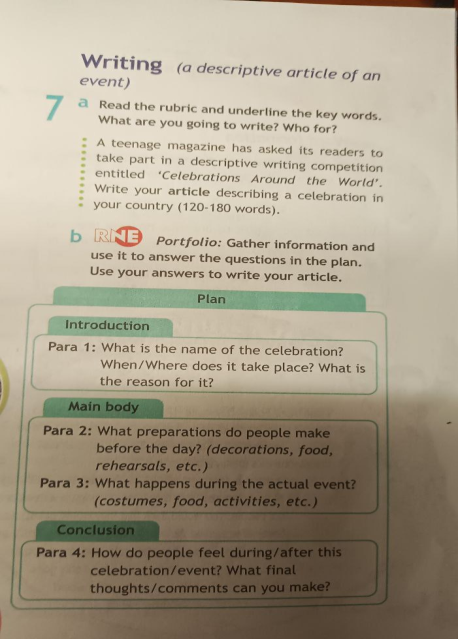 Writing (a descriptive article of an
event)
7 a Read the rubric and underline the key words.
What are you going to write? Who for?
A teenage magazine has asked its readers to
take part in a descriptive writing competition
entitled ‘Celebrations Around the World’.
Write your article describing a celebration in
your country (120-180 words).
b RNE Portfolio: Gather information and
use it to answer the questions in the plan.
Use your answers to write your article.
Plan
Introduction
Para 1: What is the name of the celebration?
When/Where does it take place? What is
the reason for it?
Main body
Para 2: What preparations do people make
before the day? (decorations, food,
rehearsals, etc.)
Para 3: What happens during the actual event?
(costumes, food, activities, etc.)
Conclusion
Para 4: How do people feel during/after this
celebration/event? What final
thoughts/comments can you make?